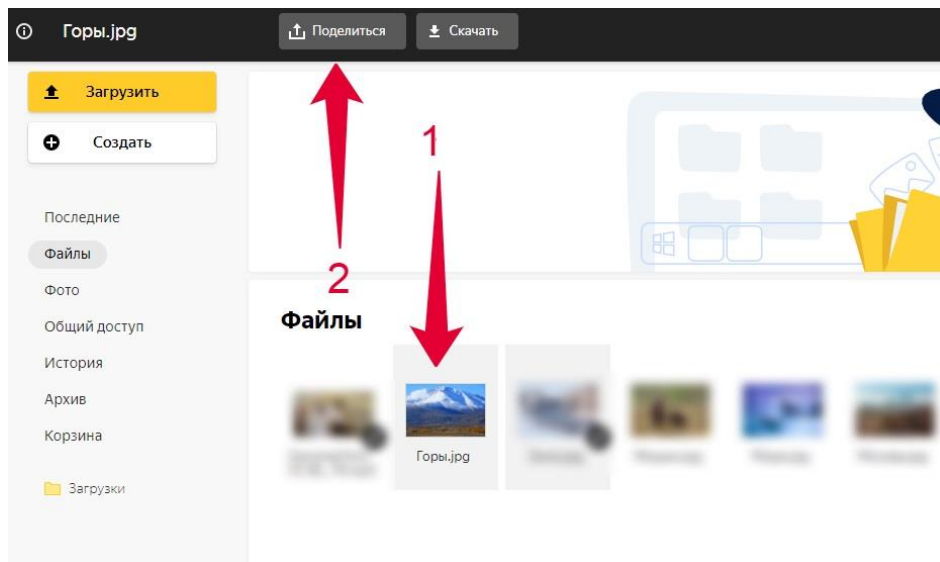 Горы.jpg
Поделиться
Скачать
Загрузить
Создать
1
Последние
Файлы
2
Фото
Файлы
Общий доступ
История
Архив
Корзина
Горы.jpg
Загрузки